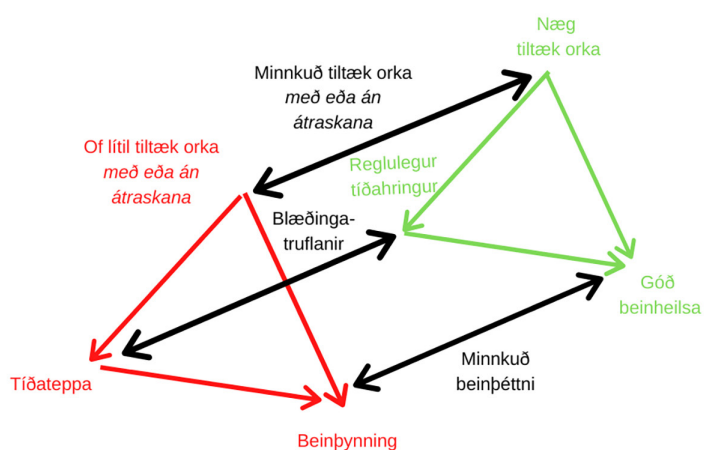 Næg
tiltæk orka
Minnkuð tiltæk orka
með eða án
átraskana
Of lítil tiltæk orka
með eða án
átraskana
Reglulegur
tíðahringur
Blæðinga-
truflanir
Góð
beinheilsa
Minnkuð
beinþéttni
Tíðateppa
Beinþynning